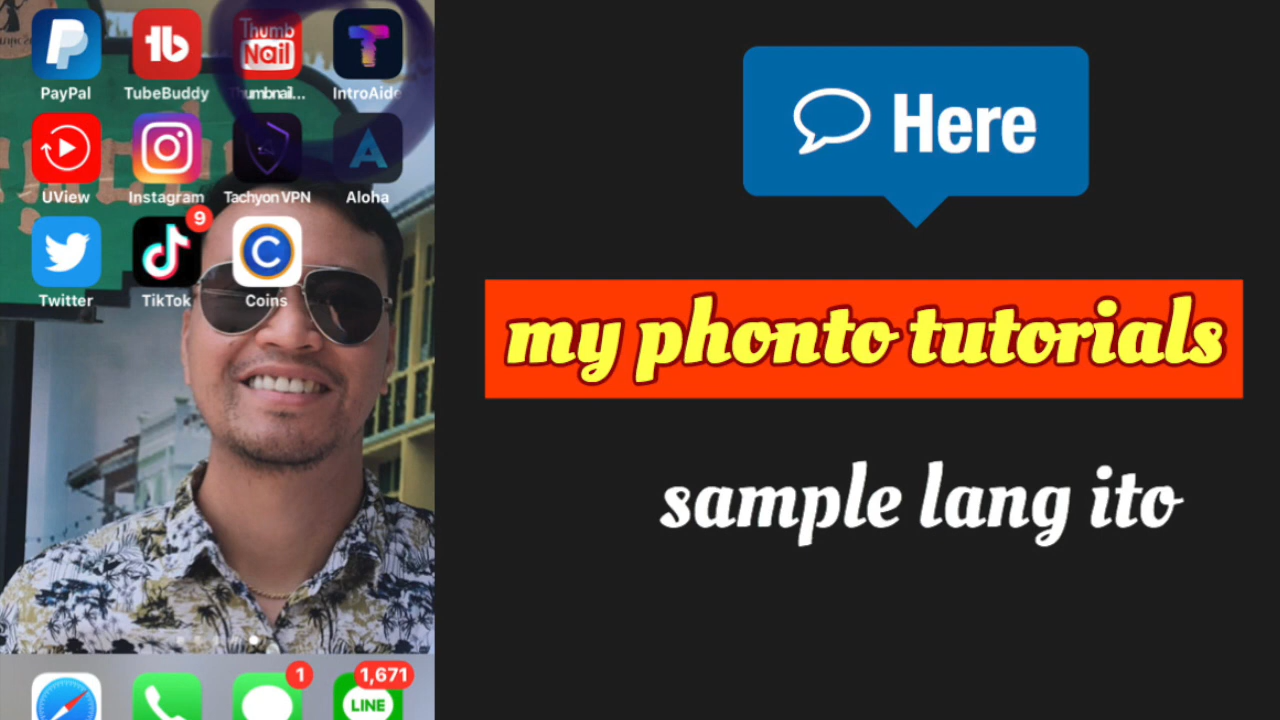 Thumb
Nail
PayPal TubeBuddy Thumbnail... IntroAide
UView Instagram Tachyon VPN Aloha
9
Twitter TikTok Coins
1 1,671
LINE
Here
my phonto tutorials
sample lang ito